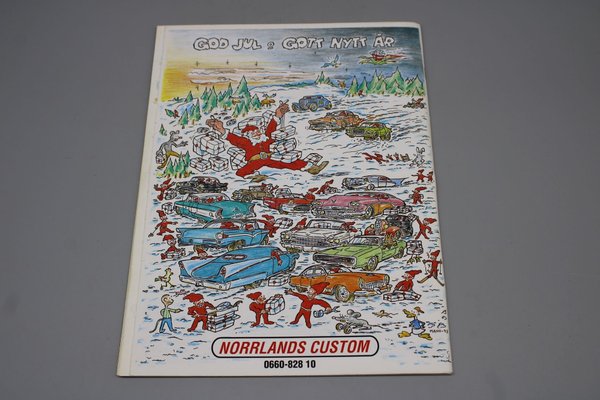 GOD JUL & GOTT NYTT ÅR
NORRLANDS CUSTOM
0660-828 10